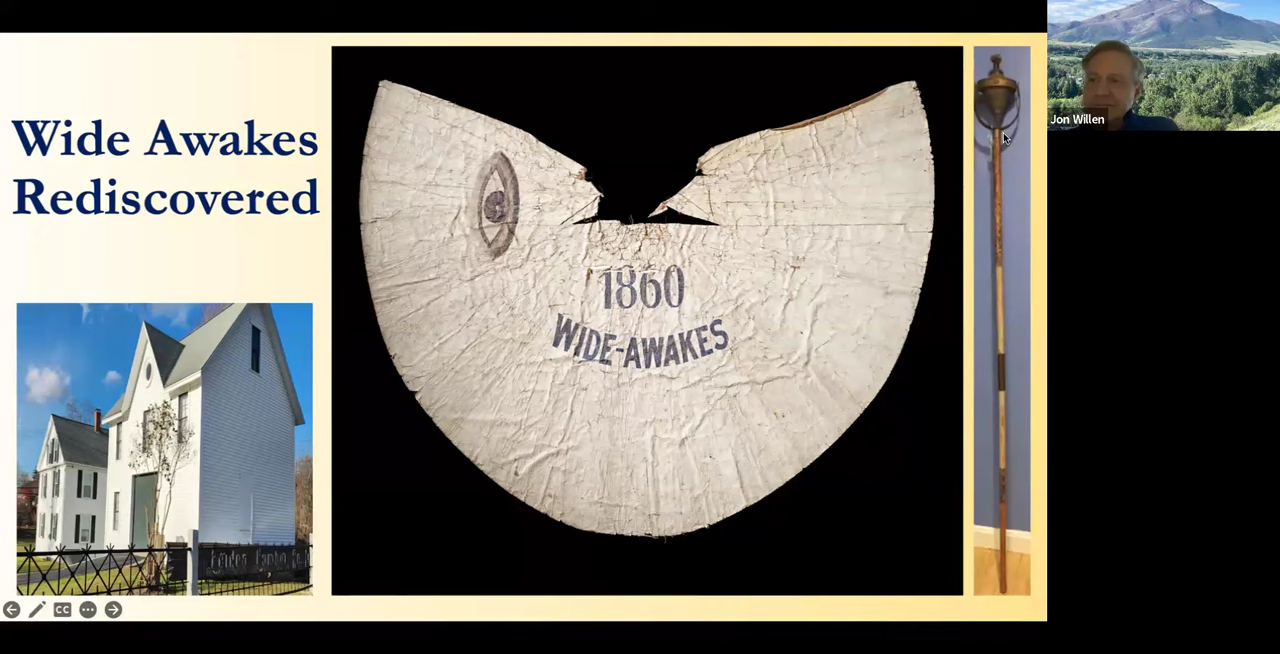 Wide Awakes
Rediscovered
1860
WIDE-AWAKES
Jon Willen
CC